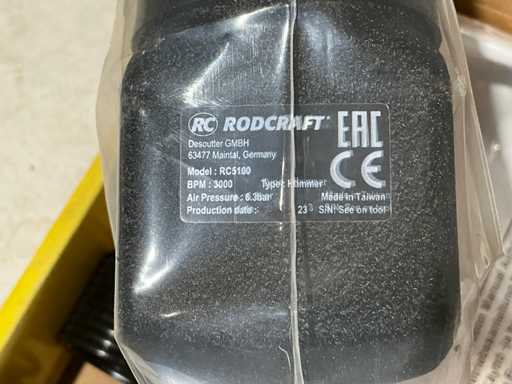 RC RODCRAFT
Desoutter GMBH
63477 Maintal, Germany
Model : RC5100
BPM : 3000 Type: Hammer
Air Pressure : 6.3bar
Made in Taiwan
Production date : 23 S/N: See on tool
EAC
CE